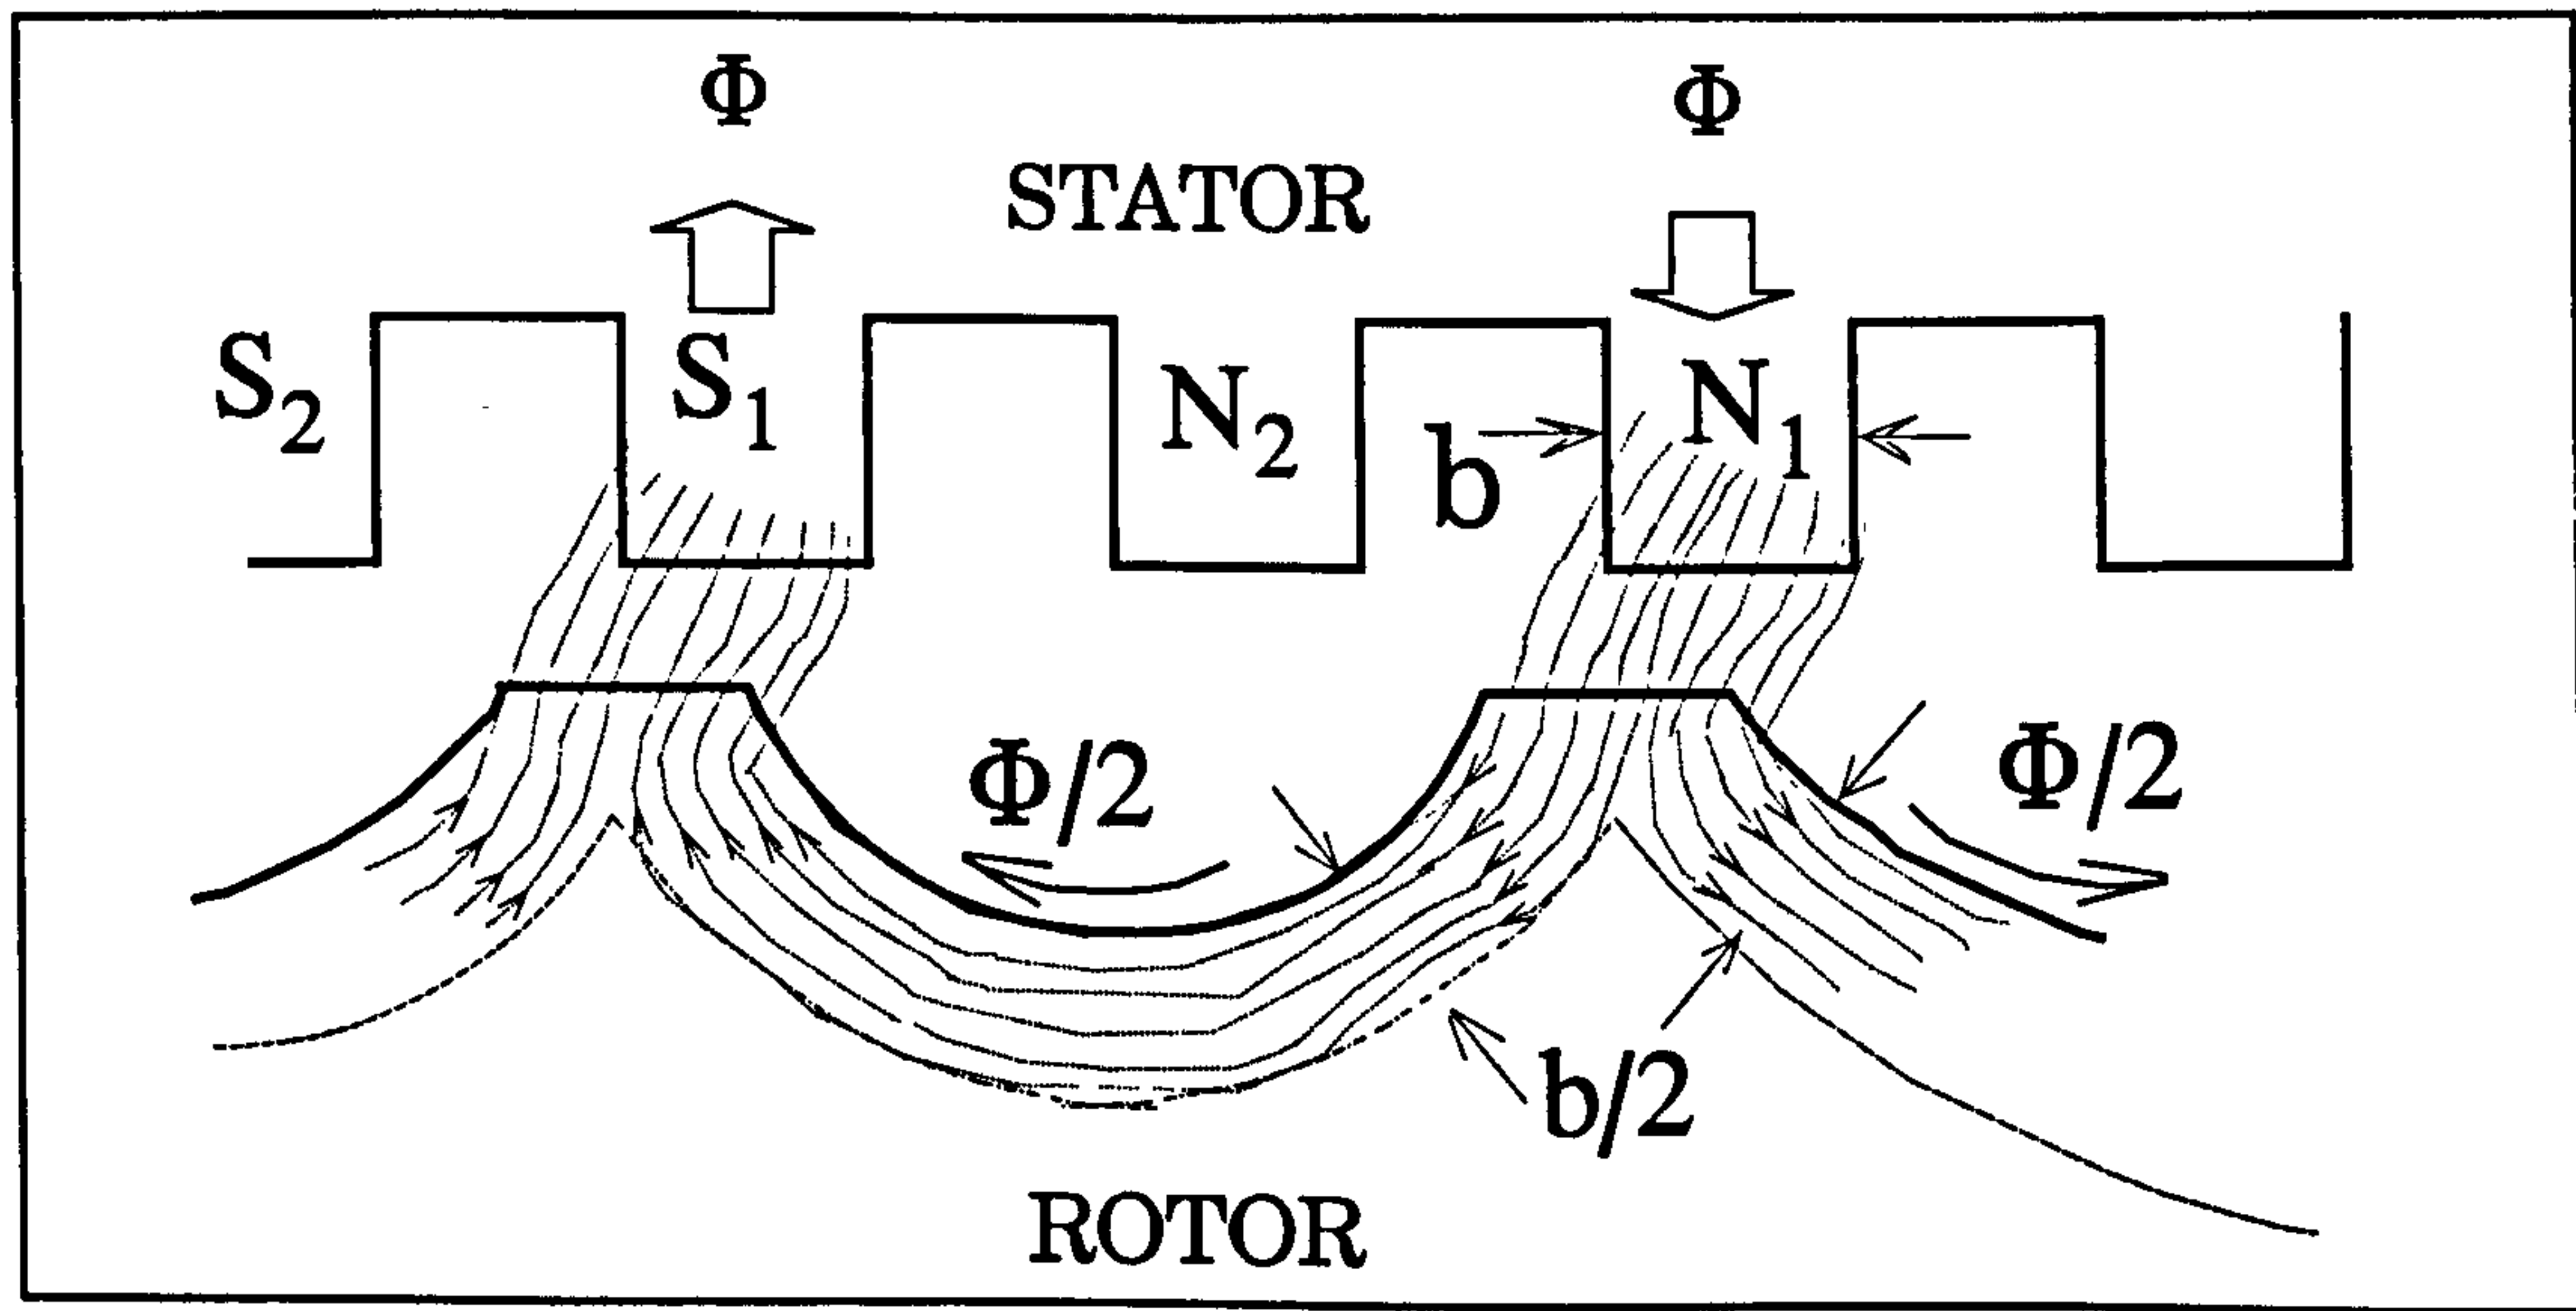 Φ Φ
STATOR
S₂ S₁ N₂ N₁
b
Φ/2 Φ/2
b/2
ROTOR